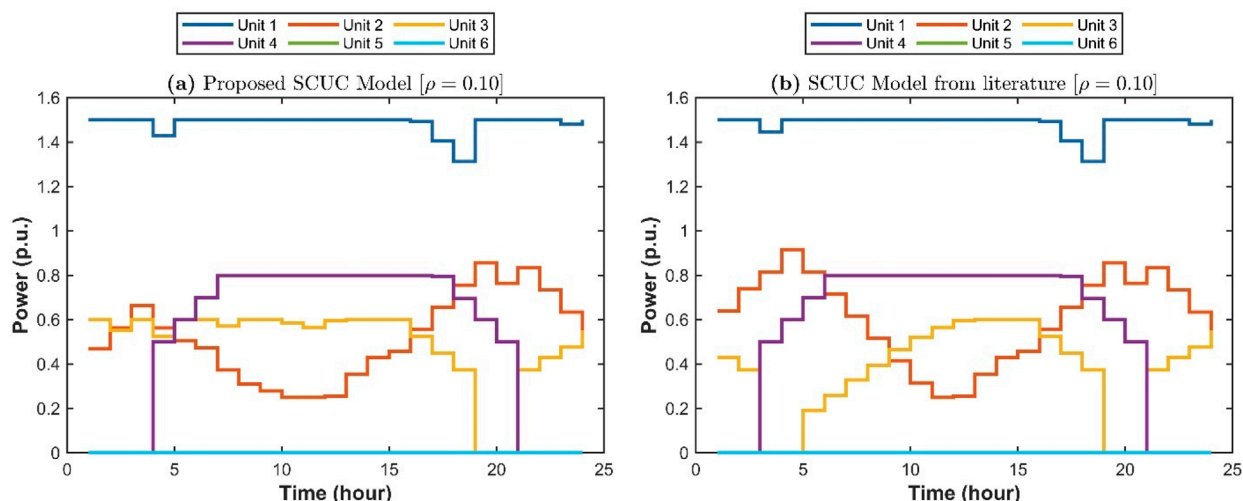 Unit 1 Unit 2 Unit 3
Unit 4 Unit 5 Unit 6
(a) Proposed SCUC Model [ρ = 0.10]
1.6
1.4
1.2
1
0.8
0.6
0.4
0.2
0
Power (p.u.)
0 5 10 15 20 25
Time (hour)
Unit 1 Unit 2 Unit 3
Unit 4 Unit 5 Unit 6
(b) SCUC Model from literature [ρ = 0.10]
1.6
1.4
1.2
1
0.8
0.6
0.4
0.2
0
Power (p.u.)
0 5 10 15 20 25
Time (hour)